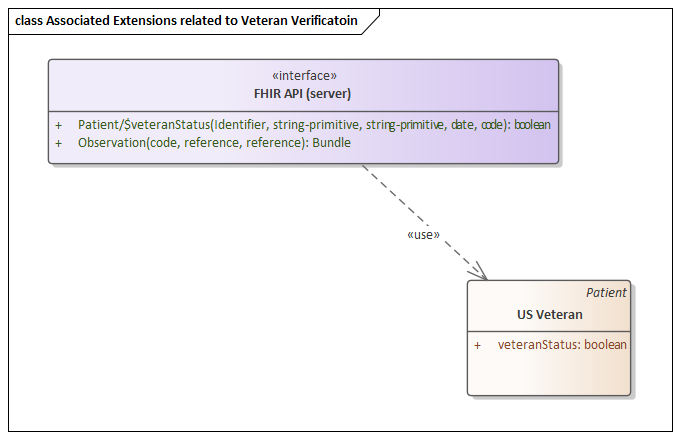 class Associated Extensions related to Veteran Verificatoin
«interface»
FHIR API (server)
+ Patient/$veteranStatus(Identifier, string-primitive, string-primitive, date, code): boolean
+ Observation(code, reference, reference): Bundle
«use»
Patient
US Veteran
+ veteranStatus: boolean